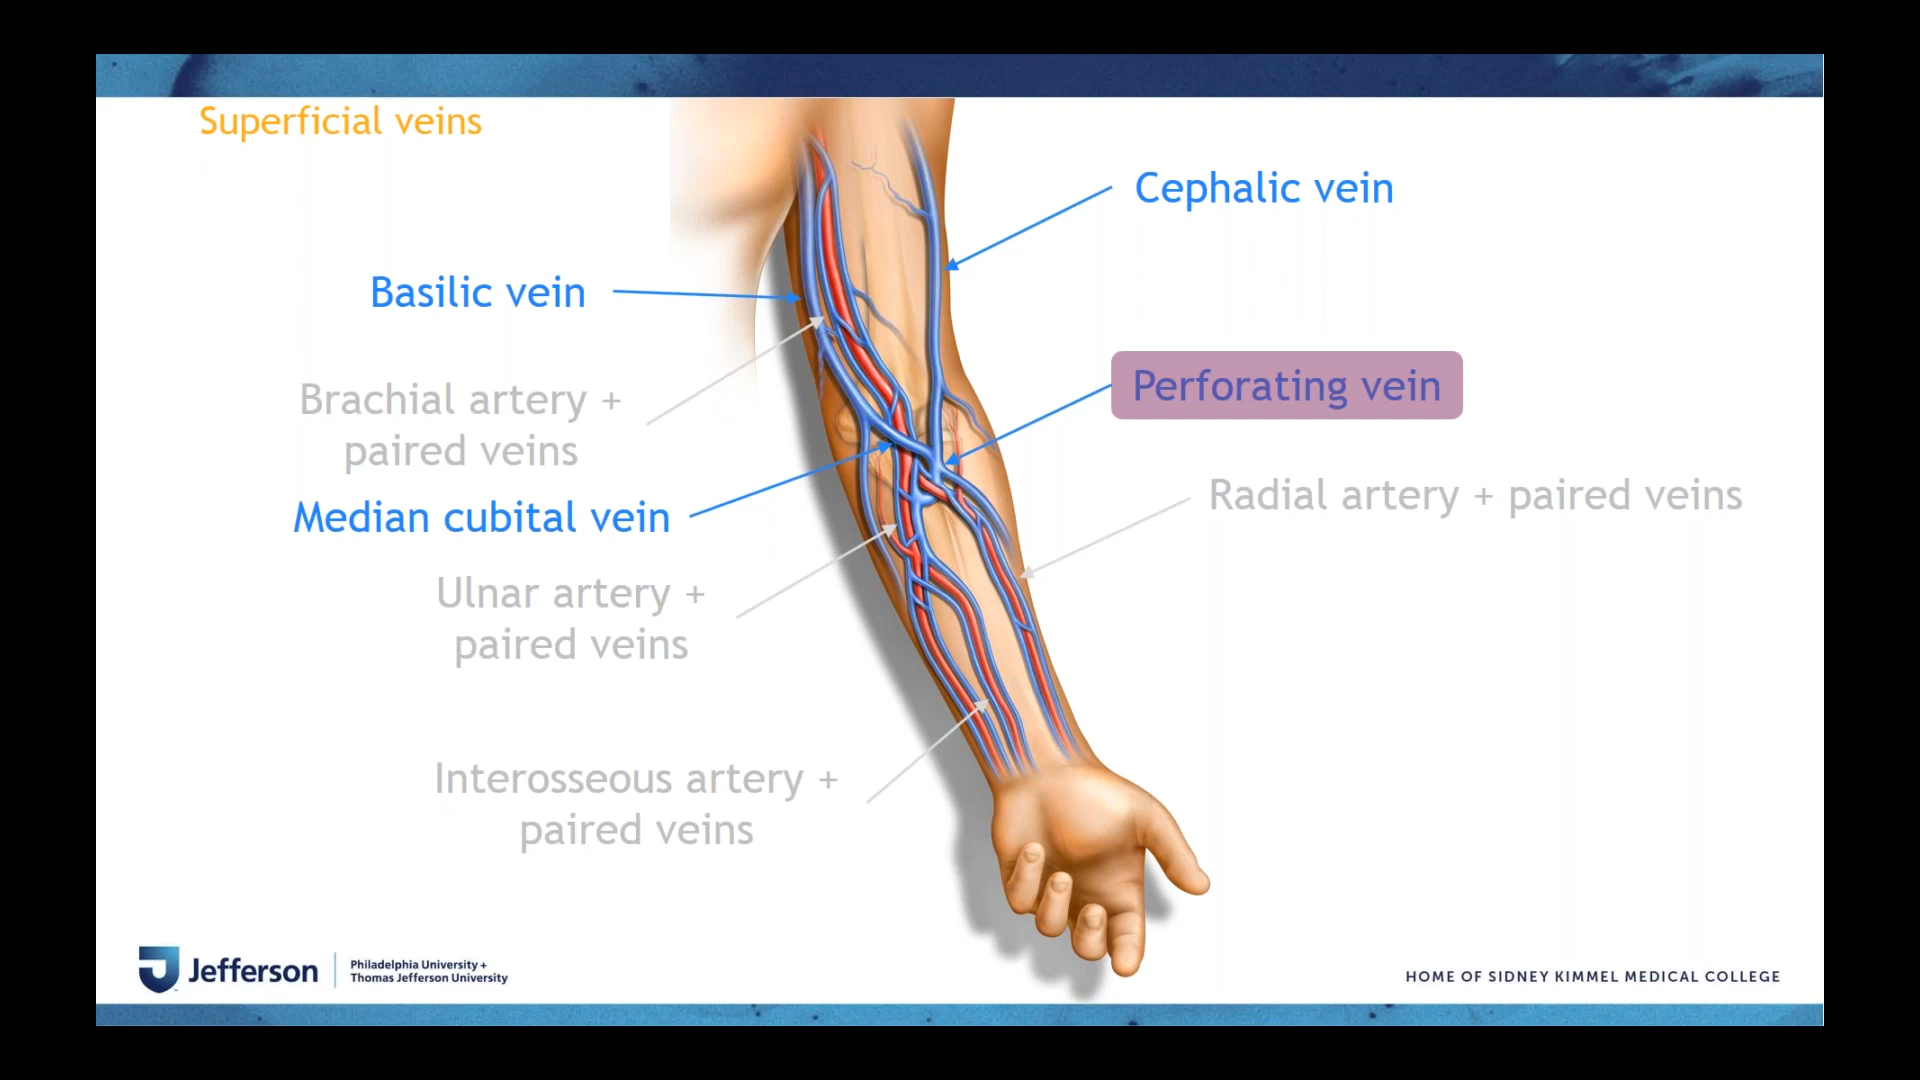 Superficial veins
Cephalic vein
Basilic vein
Perforating vein
Brachial artery +
paired veins
Radial artery + paired veins
Median cubital vein
Ulnar artery +
paired veins
Interosseous artery +
paired veins
Jefferson
Philadelphia University +
Thomas Jefferson University
HOME OF SIDNEY KIMMEL MEDICAL COLLEGE